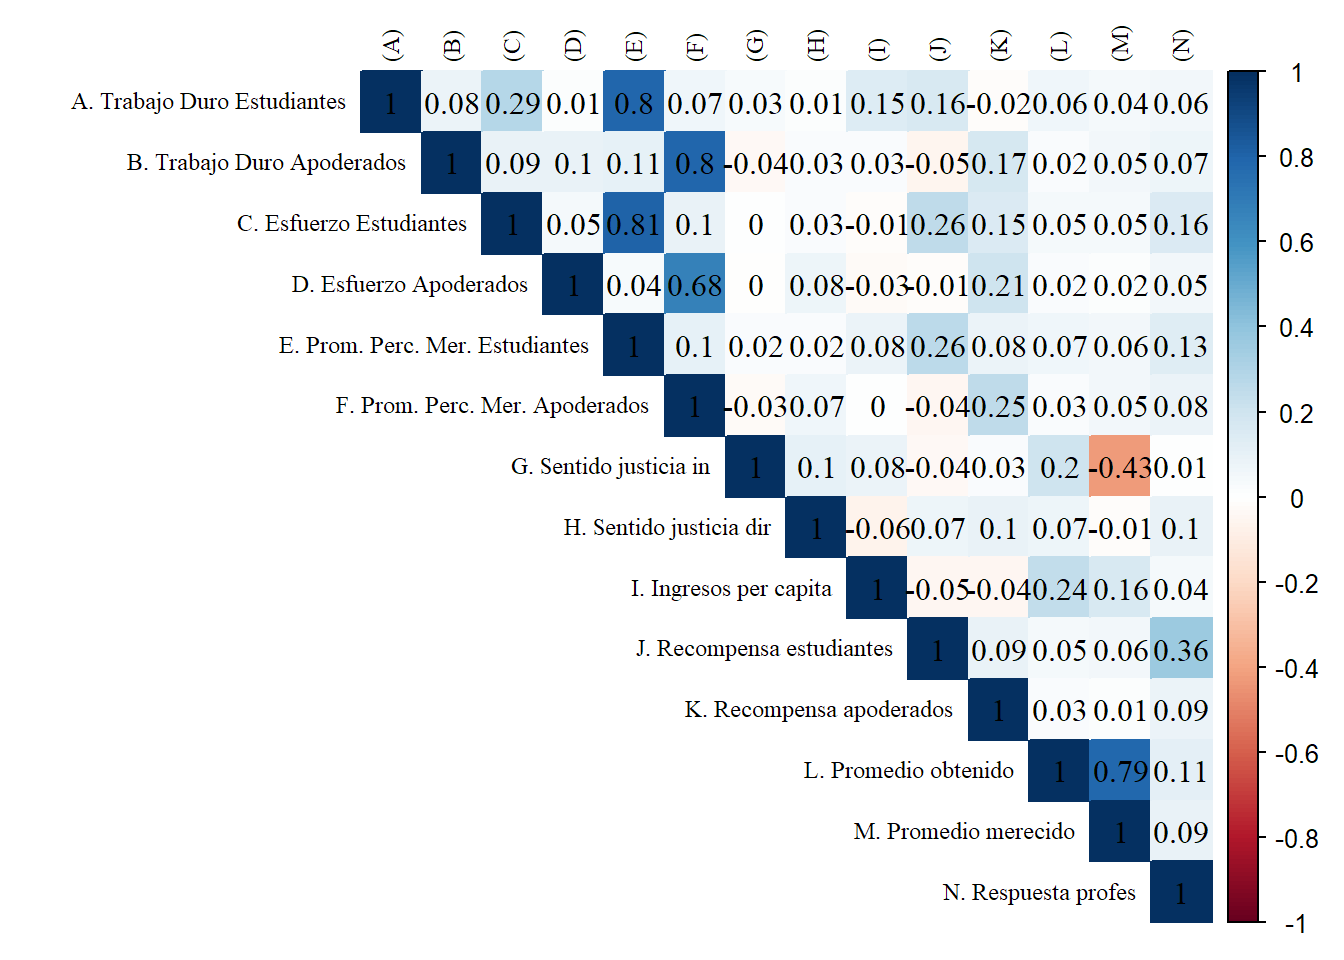 (A) (B) (C) (D) (E) (F) (G) (H) (I) (J) (K) (L) (M) (N)
A. Trabajo Duro Estudiantes 1 0.08 0.29 0.01 0.8 0.07 0.03 0.01 0.15 0.16 -0.02 0.06 0.04 0.06
B. Trabajo Duro Apoderados 1 0.09 0.1 0.11 0.8 -0.04 0.03 0.03 -0.05 0.17 0.02 0.05 0.07
C. Esfuerzo Estudiantes 1 0.05 0.81 0.1 0 0.03 -0.01 0.26 0.15 0.05 0.05 0.16
D. Esfuerzo Apoderados 1 0.04 0.68 0 0.08 -0.03 -0.01 0.21 0.02 0.02 0.05
E. Prom. Perc. Mer. Estudiantes 1 0.1 0.02 0.02 0.08 0.26 0.08 0.07 0.06 0.13
F. Prom. Perc. Mer. Apoderados 1 -0.03 0.07 0 -0.04 0.25 0.03 0.05 0.08
G. Sentido justicia in 1 0.1 0.08 -0.04 0.03 0.2 -0.43 0.01
H. Sentido justicia dir 1 -0.06 0.07 0.1 0.07 -0.01 0.1
I. Ingresos per capita 1 -0.05 -0.04 0.24 0.16 0.04
J. Recompensa estudiantes 1 0.09 0.05 0.06 0.36
K. Recompensa apoderados 1 0.03 0.01 0.09
L. Promedio obtenido 1 0.79 0.11
M. Promedio merecido 1 0.09
N. Respuesta profes 1
1
0.8
0.6
0.4
0.2
0
-0.2
-0.4
-0.6
-0.8
-1